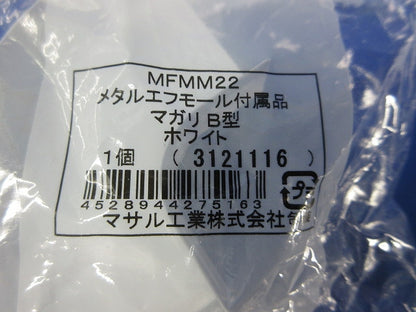 MFMM22
メタルエフモール付属品
マガリB型
ホワイト
1個 ( 3121116 )
4528944275163
マサル工業株式会社